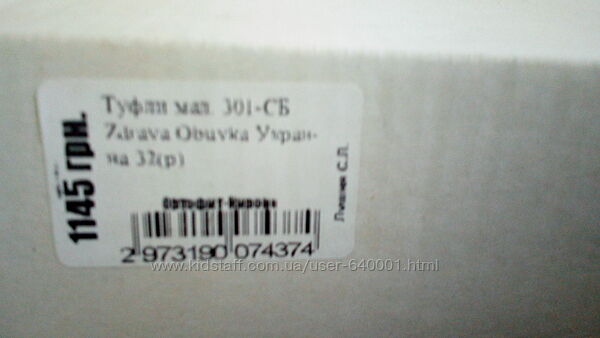 Туфли мал. 301-СБ
Zdrava Obuvka Украи-
на 32(р)
1145 грн.
Ортофит-Киров
2 973190 074374
www.kidstaff.com.ua/user-640001.html